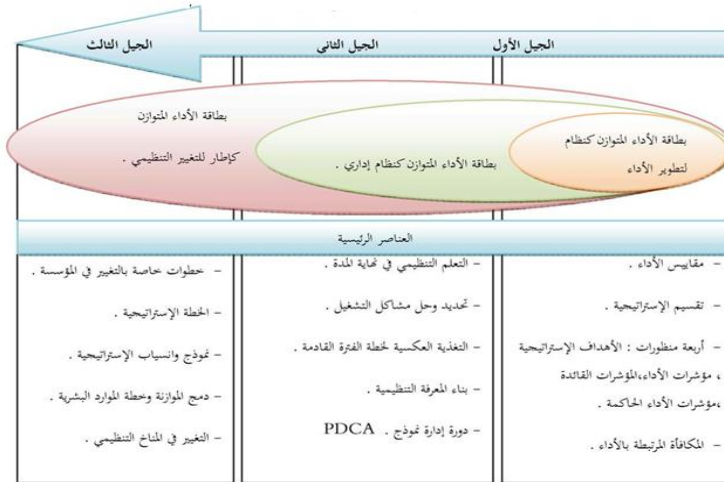 الجيل الأول
الجيل الثاني
الجيل الثالث
بطاقة الأداء المتوازن كنظام
لتطوير الأداء
بطاقة الأداء المتوازن كنظام إداري .
بطاقة الأداء المتوازن
كإطار للتغيير التنظيمي .
العناصر الرئيسية
- مقاييس الأداء .
- تقسيم الإستراتيجية .
- أربعة منظورات : الأهداف الإستراتيجية
، مؤشرات الأداء،المؤشرات القائدة
،مؤشرات الأداء الحاكمة .
- المكافأة المرتبطة بالأداء .
- التعلم التنظيمي في نهاية المدة .
- تحديد وحل مشاكل التشغيل .
- التغذية العكسية لخطة الفترة القادمة .
- بناء المعرفة التنظيمية .
- دورة إدارة نموذج . PDCA
- خطوات خاصة بالتغيير في المؤسسة .
- الخطة الإستراتيجية .
- نموذج وانسياب الإستراتيجية .
- دمج الموازنة وخطة الموارد البشرية .
- التغيير في المناخ التنظيمي .